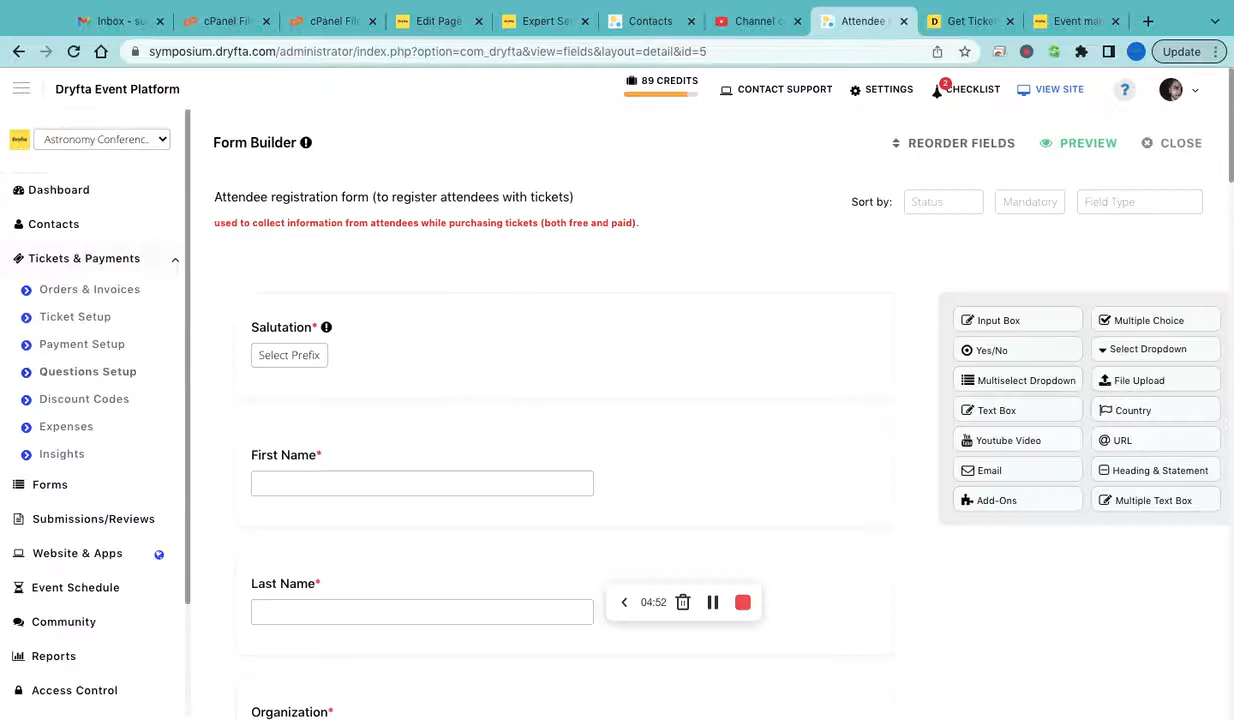 Inbox - su
cPanel File
cPanel File
Edit Page
Expert Ser
Contacts
Channel c
Attendee
Get Ticket
Event ma
symposium.dryfta.com/administrator/index.php?option=com_dryfta&view=fields&layout=detail&id=5
Update
Dryfta Event Platform
89 CREDITS
CONTACT SUPPORT
SETTINGS
2
CHECKLIST
VIEW SITE
?
Dryfta
Astronomy Conferenc..
Form Builder
REORDER FIELDS
PREVIEW
CLOSE
Dashboard
Contacts
Tickets & Payments
Orders & Invoices
Ticket Setup
Payment Setup
Questions Setup
Discount Codes
Expenses
Insights
Forms
Submissions/Reviews
Website & Apps
Event Schedule
Community
Reports
Access Control
Attendee registration form (to register attendees with tickets)
used to collect information from attendees while purchasing tickets (both free and paid).
Sort by:
Status
Mandatory
Field Type
Salutation*
Select Prefix
First Name*
Last Name*
04:52
Organization*
Input Box
Multiple Choice
Yes/No
Select Dropdown
Multiselect Dropdown
File Upload
Text Box
Country
Youtube Video
URL
Email
Heading & Statement
Add-Ons
Multiple Text Box